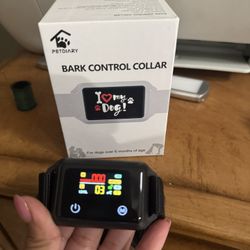 PETDIARY
BARK CONTROL COLLAR
I my
Dog!
For dogs over 6 months of age